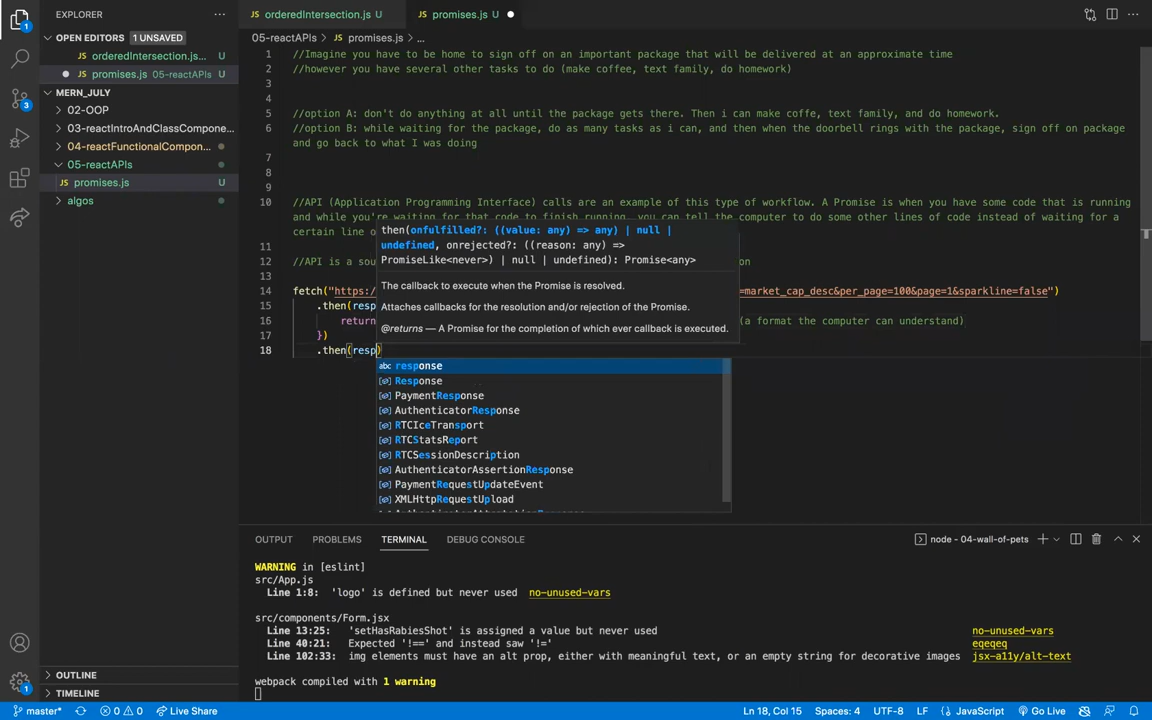 EXPLORER
orderedIntersection.js U
promises.js U
OPEN EDITORS 1 UNSAVED
05-reactAPIs > JS promises.js > ...
JS orderedIntersection.js... U
JS promises.js 05-reactAPIs U
MERN_JULY
02-OOP
03-reactIntroAndClassCompone...
04-reactFunctionalCompon...
05-reactAPIs
JS promises.js U
algos
1 //Imagine you have to be home to sign off on an important package that will be delivered at an approximate time
2 //however you have several other tasks to do (make coffee, text family, do homework)
3
4
5 //option A: don't do anything at all until the package gets there. Then i can make coffe, text family, and do homework.
6 //option B: while waiting for the package, do as many tasks as i can, and then when the doorbell rings with the package, sign off on package
and go back to what I was doing
7
8
9
10 //API (Application Programming Interface) calls are an example of this type of workflow. A Promise is when you have some code that is running
and while you're waiting for that code to finish running, you can tell the computer to do some other lines of code instead of waiting for a
certain line o
11
12 //API is a sou on
13
14 fetch("https:/ =market_cap_desc&per_page=100&page=1&sparkline=false")
15 .then(resp
16 return (a format the computer can understand)
17 })
18 .then(resp)
then(onfulfilled?: ((value: any) => any) | null |
undefined, onrejected?: ((reason: any) =>
PromiseLike<never>) | null | undefined): Promise<any>
The callback to execute when the Promise is resolved.
Attaches callbacks for the resolution and/or rejection of the Promise.
@returns — A Promise for the completion of which ever callback is executed.
abc response
Response
PaymentResponse
AuthenticatorResponse
RTCIceTransport
RTCStatsReport
RTCSessionDescription
AuthenticatorAssertionResponse
PaymentRequestUpdateEvent
XMLHttpRequestUpload
OUTPUT PROBLEMS TERMINAL DEBUG CONSOLE node - 04-wall-of-pets
WARNING in [eslint]
src/App.js
Line 1:8: 'logo' is defined but never used no-unused-vars
src/components/Form.jsx
Line 13:25: 'setHasRabiesShot' is assigned a value but never used no-unused-vars
Line 40:21: Expected '!==' and instead saw '!=' eqeqeq
Line 102:33: img elements must have an alt prop, either with meaningful text, or an empty string for decorative images jsx-a11y/alt-text
webpack compiled with 1 warning
OUTLINE
TIMELINE
master* 0 0 Live Share Ln 18, Col 15 Spaces: 4 UTF-8 LF JavaScript Go Live